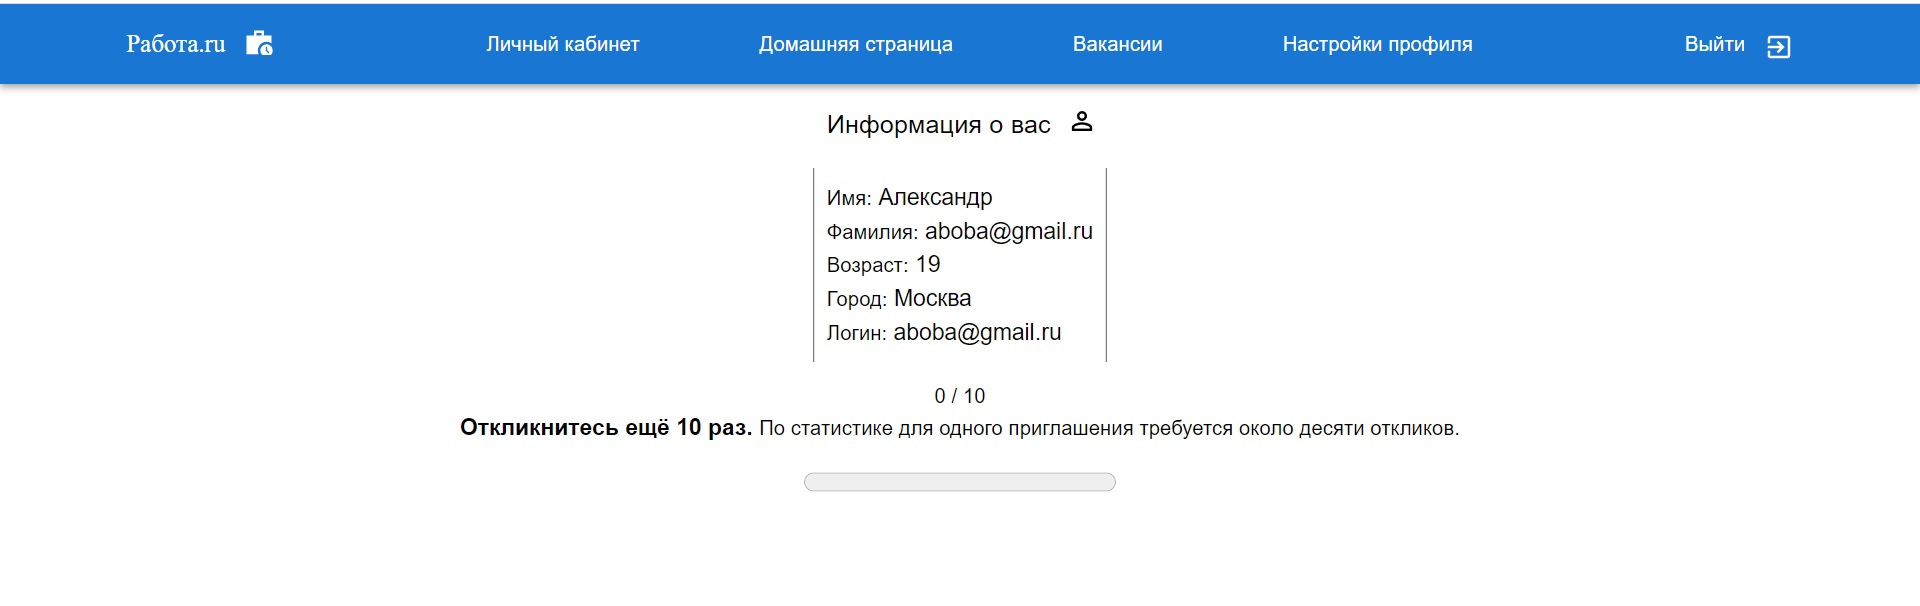 Работа.ru Личный кабинет Домашняя страница Вакансии Настройки профиля Выйти
Информация о вас
Имя: Александр
Фамилия: aboba@gmail.ru
Возраст: 19
Город: Москва
Логин: aboba@gmail.ru
0 / 10
Откликнитесь ещё 10 раз. По статистике для одного приглашения требуется около десяти откликов.